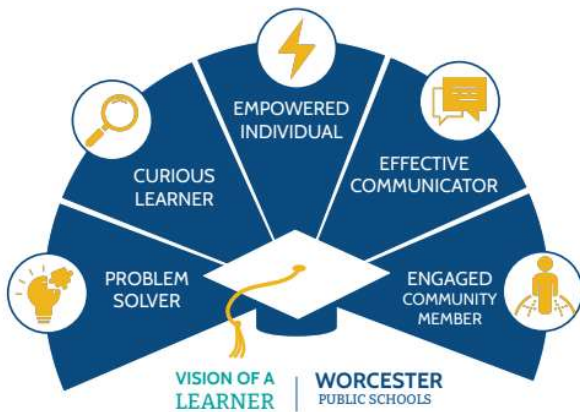 EMPOWERED
INDIVIDUAL
CURIOUS
LEARNER
EFFECTIVE
COMMUNICATOR
PROBLEM
SOLVER
ENGAGED
COMMUNITY
MEMBER
VISION OF A
LEARNER
WORCESTER
PUBLIC SCHOOLS